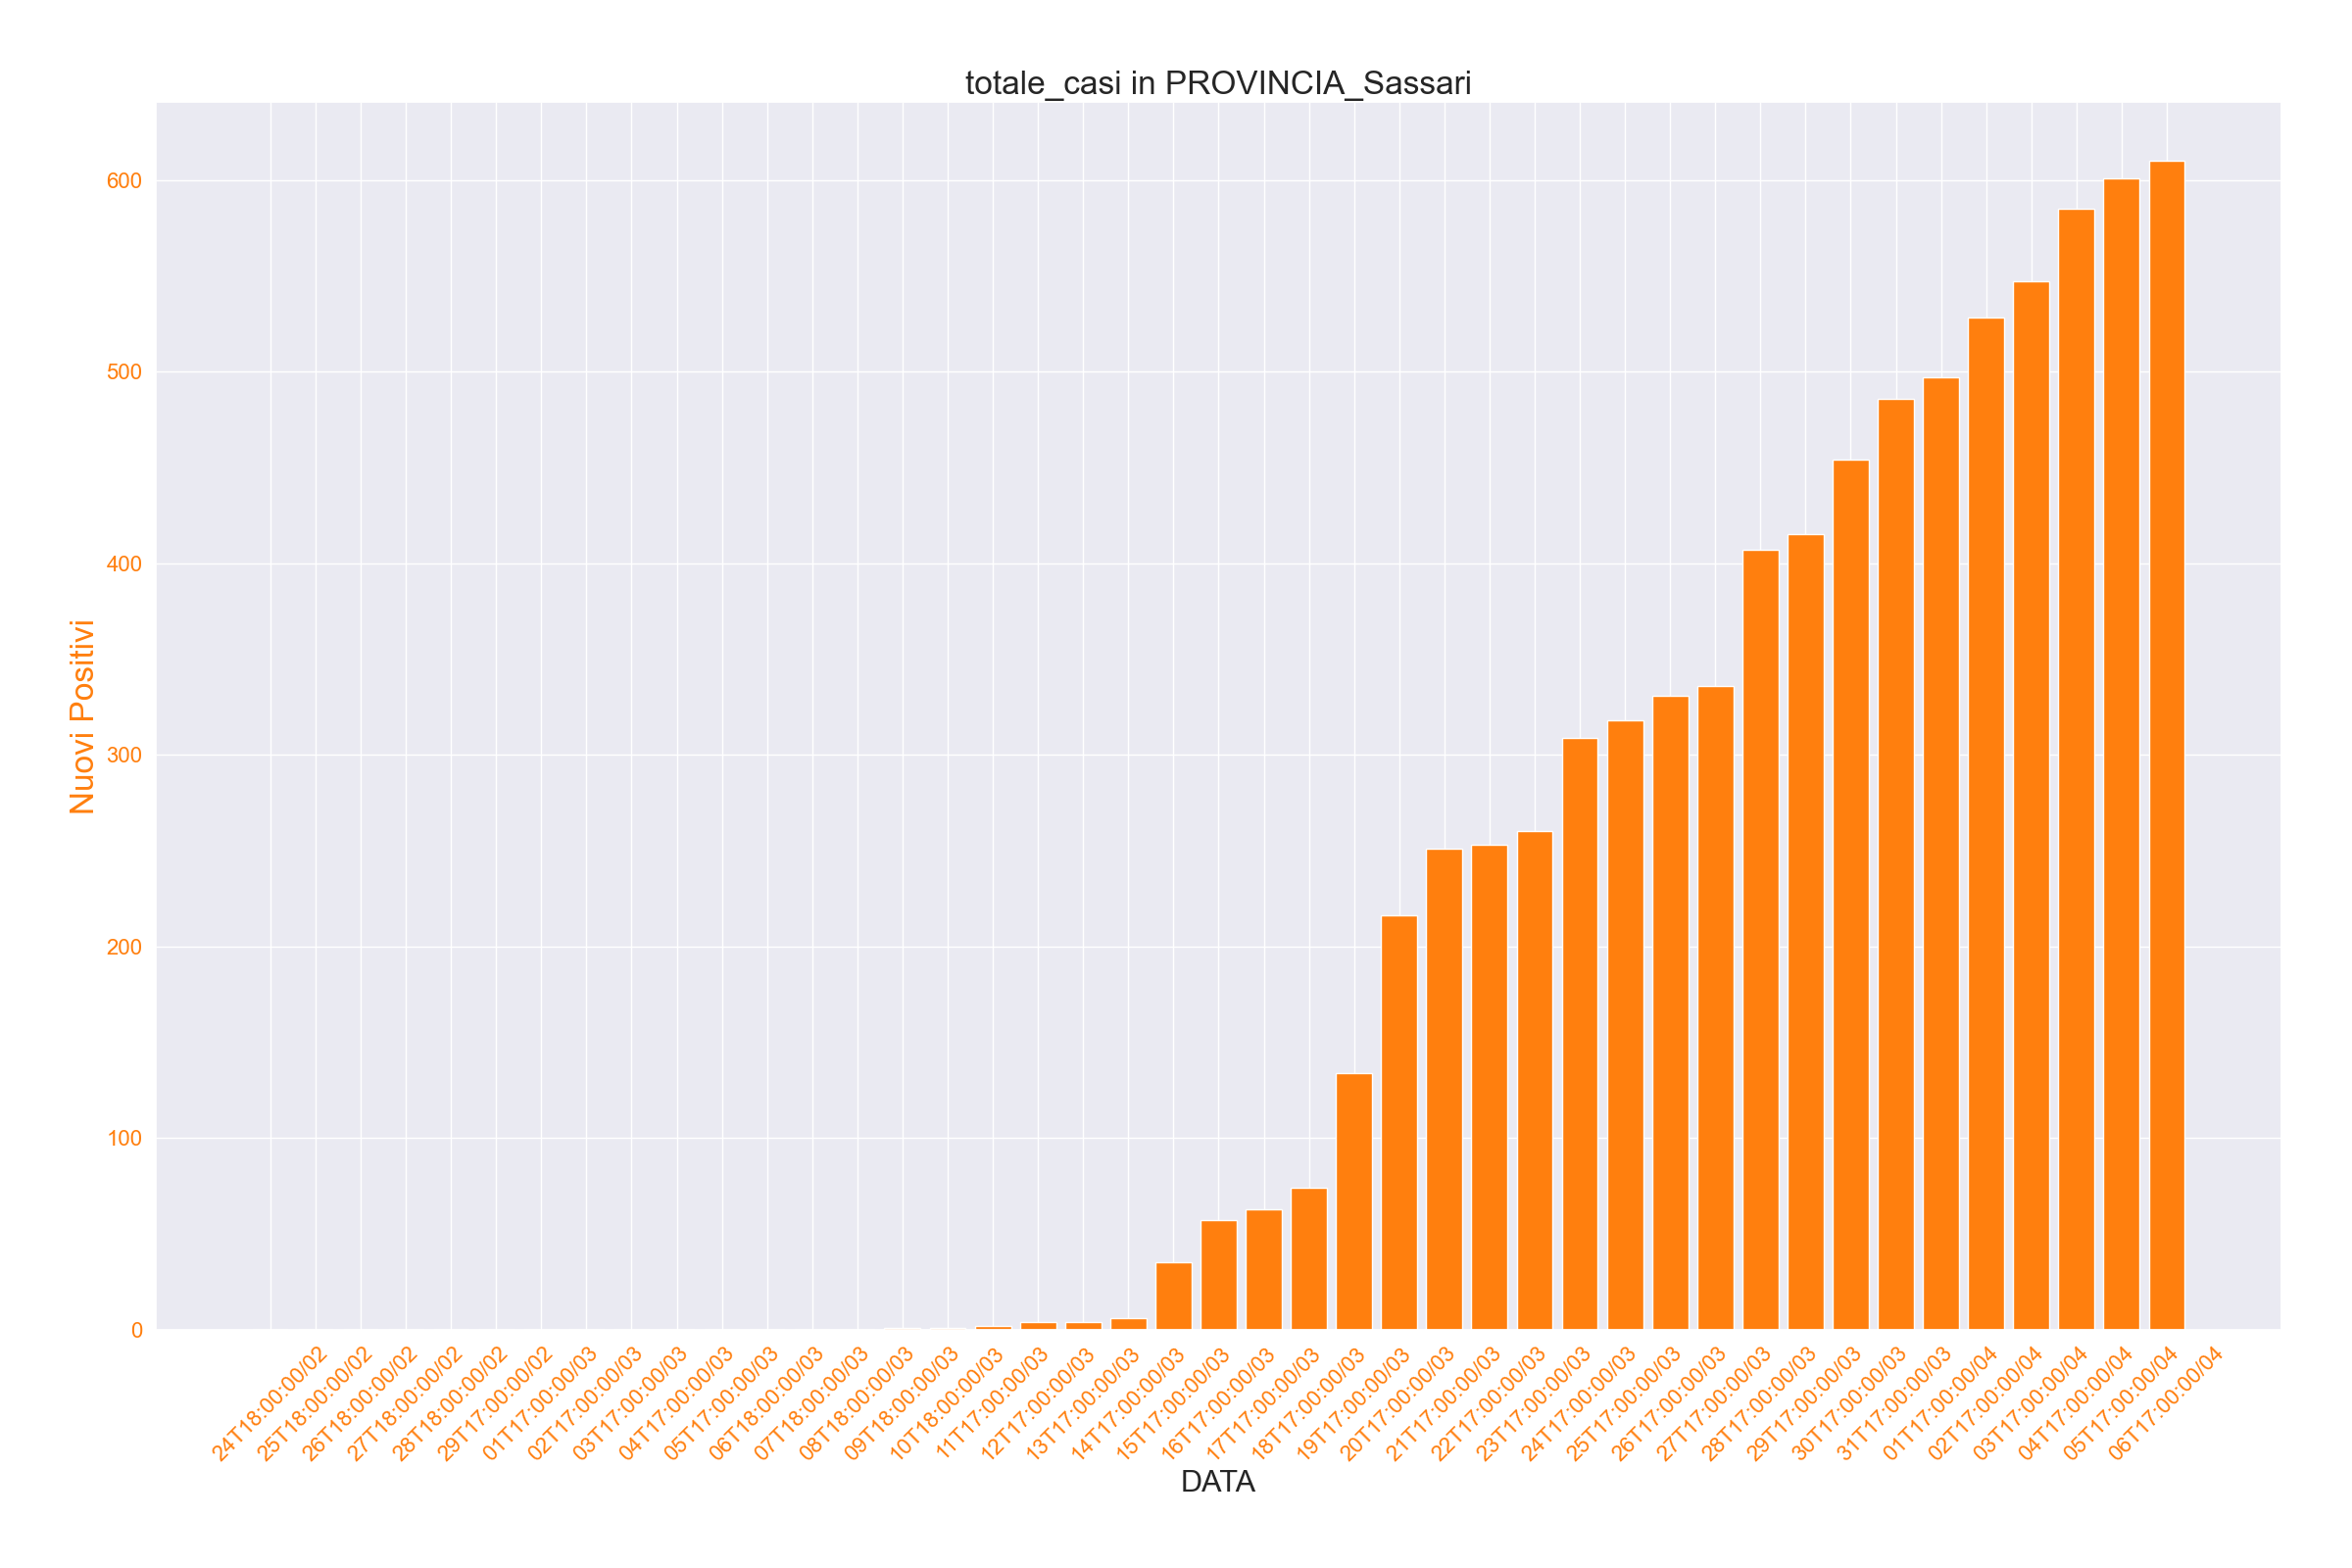 totale_casi in PROVINCIA_Sassari
600
500
400
300
200
100
0
Nuovi Positivi
24T18:00:00/02
25T18:00:00/02
26T18:00:00/02
27T18:00:00/02
28T18:00:00/02
29T17:00:00/02
01T17:00:00/03
02T17:00:00/03
03T17:00:00/03
04T17:00:00/03
05T17:00:00/03
06T18:00:00/03
07T18:00:00/03
08T18:00:00/03
09T18:00:00/03
10T18:00:00/03
11T17:00:00/03
12T17:00:00/03
13T17:00:00/03
14T17:00:00/03
15T17:00:00/03
16T17:00:00/03
17T17:00:00/03
18T17:00:00/03
19T17:00:00/03
20T17:00:00/03
21T17:00:00/03
22T17:00:00/03
23T17:00:00/03
24T17:00:00/03
25T17:00:00/03
26T17:00:00/03
27T17:00:00/03
28T17:00:00/03
29T17:00:00/03
30T17:00:00/03
31T17:00:00/03
01T17:00:00/04
02T17:00:00/04
03T17:00:00/04
04T17:00:00/04
05T17:00:00/04
06T17:00:00/04
DATA